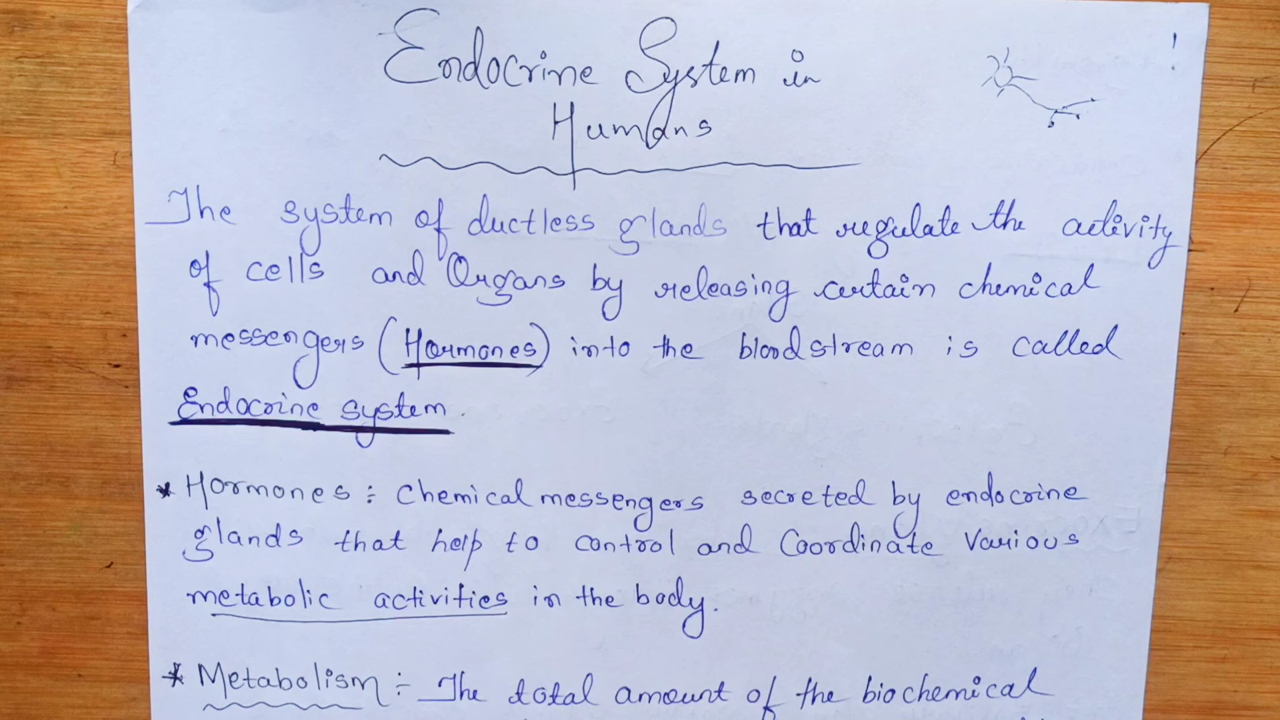 Endocrine System in
Humans
The system of ductless glands that regulate the activity
of cells and Organs by releasing certain chemical
messengers (Hormones) into the bloodstream is called
Endocrine system.
* Hormones : Chemical messengers secreted by endocrine
glands that help to control and Coordinate Various
metabolic activities in the body.
* Metabolism :- The total amount of the biochemical